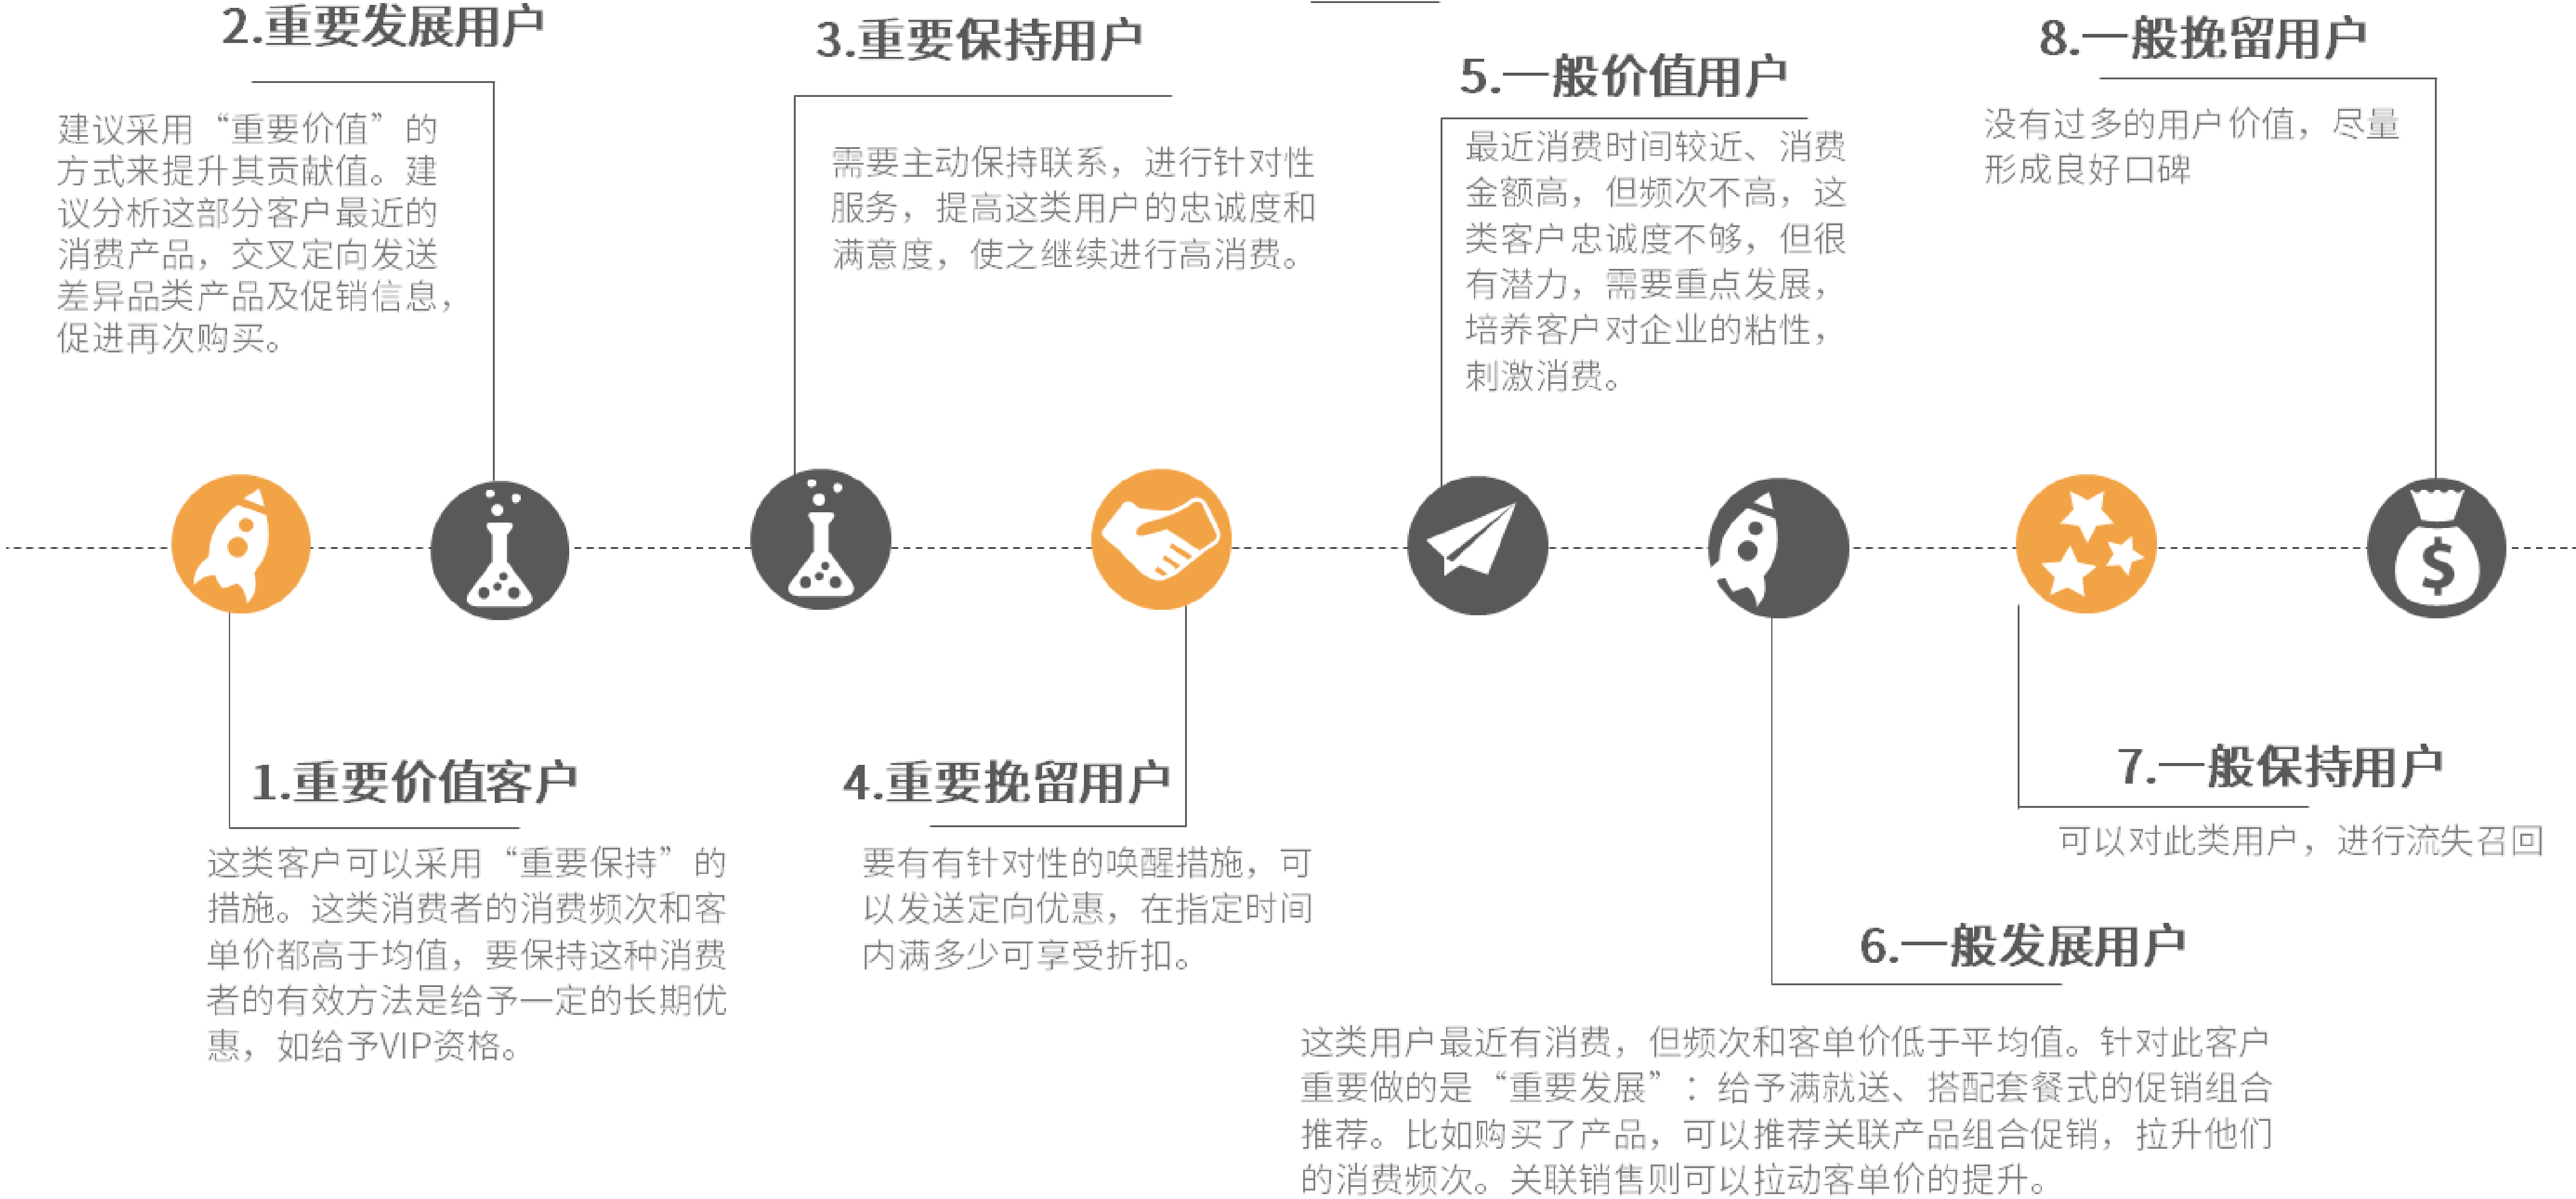 2.重要发展用户
建议采用“重要价值”的
方式来提升其贡献值。建
议分析这部分客户最近的
消费产品，交叉定向发送
差异品类产品及促销信息，
促进再次购买。
3.重要保持用户
需要主动保持联系，进行针对性
服务，提高这类用户的忠诚度和
满意度，使之继续进行高消费。
5.一般价值用户
最近消费时间较近、消费
金额高，但频次不高，这
类客户忠诚度不够，但很
有潜力，需要重点发展，
培养客户对企业的粘性，
刺激消费。
8.一般挽留用户
没有过多的用户价值，尽量
形成良好口碑
$
1.重要价值客户
这类客户可以采用“重要保持”的
措施。这类消费者的消费频次和客
单价都高于均值，要保持这种消费
者的有效方法是给予一定的长期优
惠，如给予VIP资格。
4.重要挽留用户
要有有针对性的唤醒措施，可
以发送定向优惠，在指定时间
内满多少可享受折扣。
7.一般保持用户
可以对此类用户，进行流失召回
6.一般发展用户
这类用户最近有消费，但频次和客单价低于平均值。针对此客户
重要做的是“重要发展”：给予满就送、搭配套餐式的促销组合
推荐。比如购买了产品，可以推荐关联产品组合促销，拉升他们
的消费频次。关联销售则可以拉动客单价的提升。